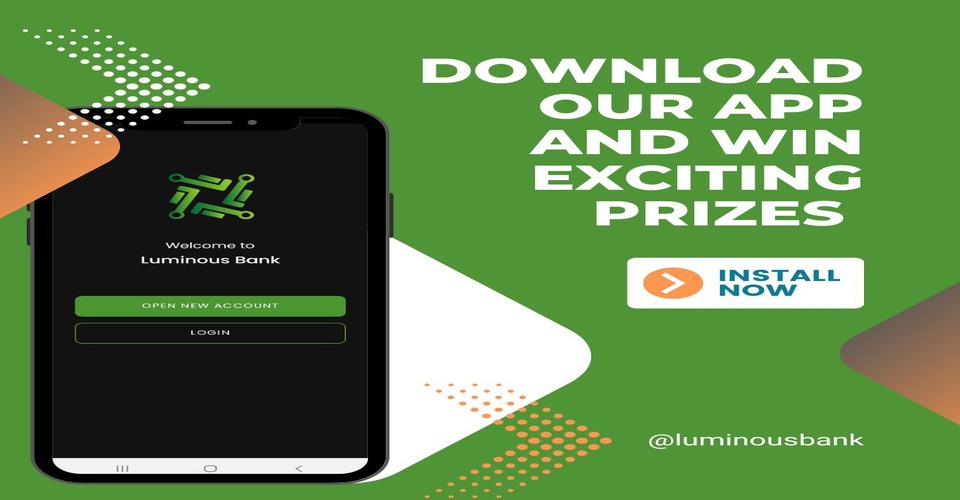 DOWNLOAD
OUR APP
AND WIN
EXCITING
PRIZES
INSTALL
NOW
@luminousbank
Welcome to
Luminous Bank
OPEN NEW ACCOUNT
LOGIN